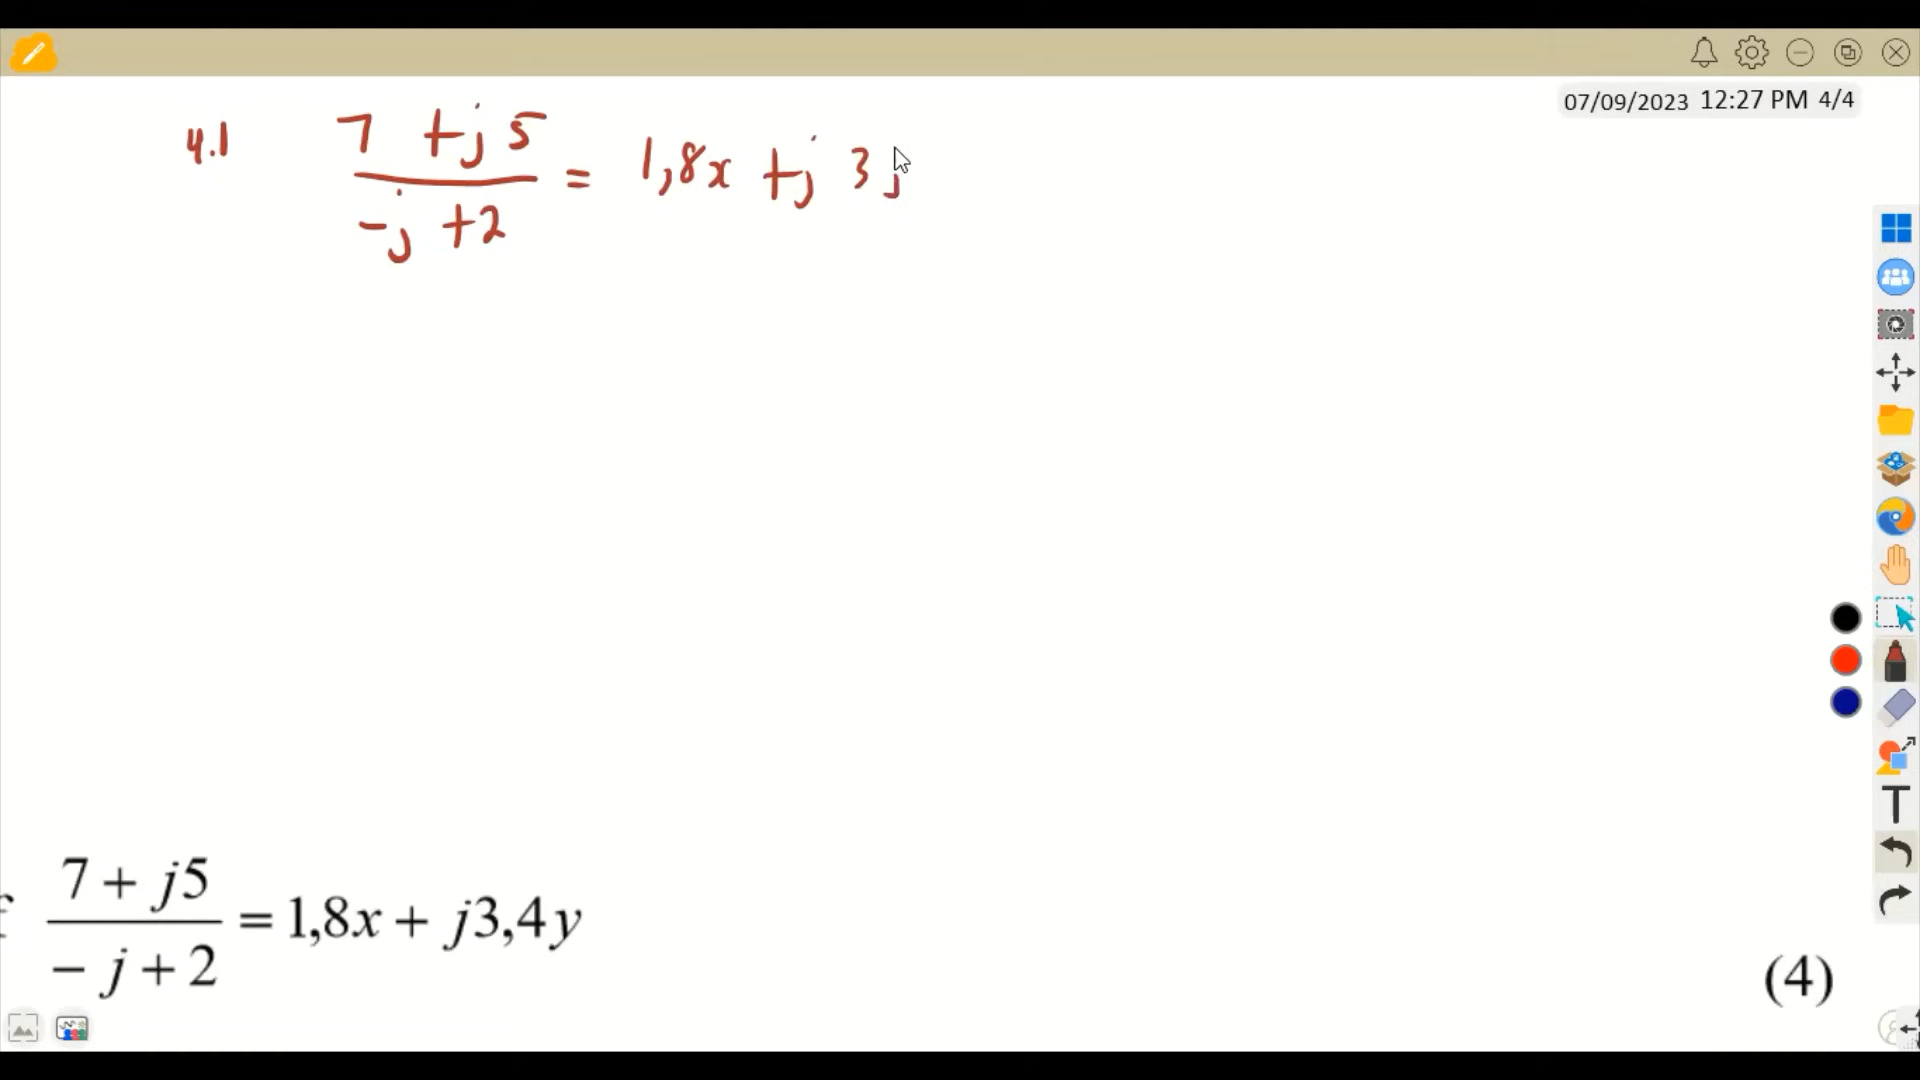 07/09/2023 12:27 PM 4/4
4.1 7 + j 5 / -j + 2 = 1,8x + j 3
f 7 + j5 / − j + 2 = 1,8x + j3,4y
(4)